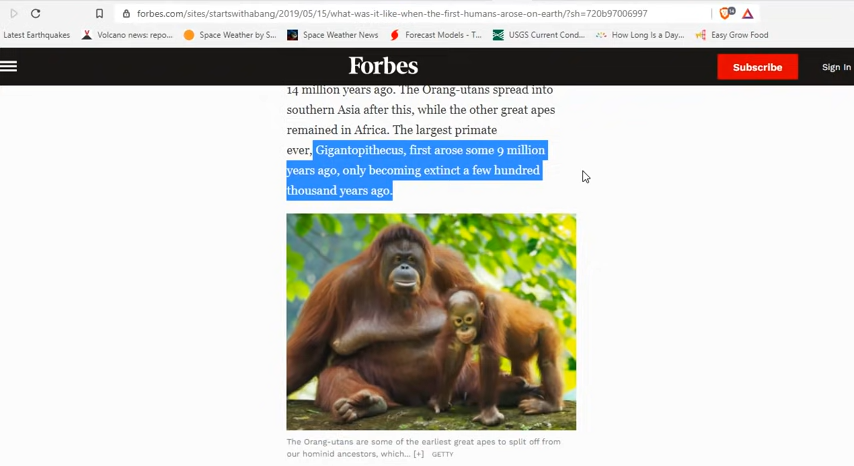 forbes.com/sites/startswithabang/2019/05/15/what-was-it-like-when-the-first-humans-arose-on-earth/?sh=720b97006997
Latest Earthquakes Volcano news: repo... Space Weather by S... Space Weather News Forecast Models - T... USGS Current Cond... How Long Is a Day... Easy Grow Food
Forbes Subscribe Sign In
14 million years ago. The Orang-utans spread into
southern Asia after this, while the other great apes
remained in Africa. The largest primate
ever, Gigantopithecus, first arose some 9 million
years ago, only becoming extinct a few hundred
thousand years ago.
The Orang-utans are some of the earliest great apes to split off from
our hominid ancestors, which... [+] GETTY